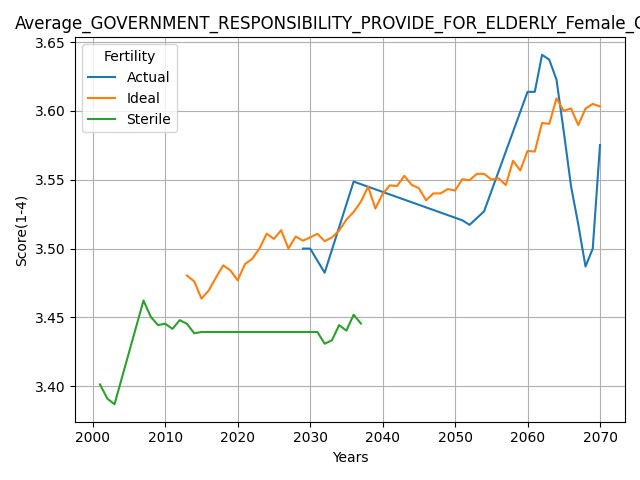 Average_GOVERNMENT_RESPONSIBILITY_PROVIDE_FOR_ELDERLY_Female_
Score(1-4)
3.65
3.60
3.55
3.50
3.45
3.40
Fertility
Actual
Ideal
Sterile
2000 2010 2020 2030 2040 2050 2060 2070
Years